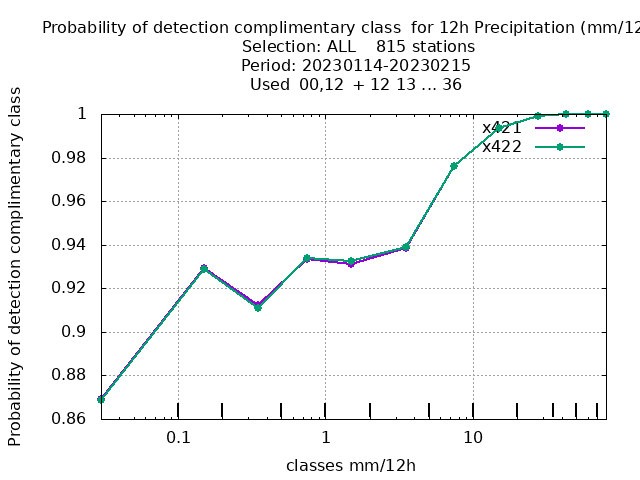 Probability of detection complimentary class  for 12h Precipitation (mm/12
Selection: ALL    815 stations
Period: 20230114-20230215
Used  00,12  + 12 13 ... 36
Probability of detection complimentary class
1
0.98
0.96
0.94
0.92
0.9
0.88
0.86
x421
x422
0.1
1
10
classes mm/12h